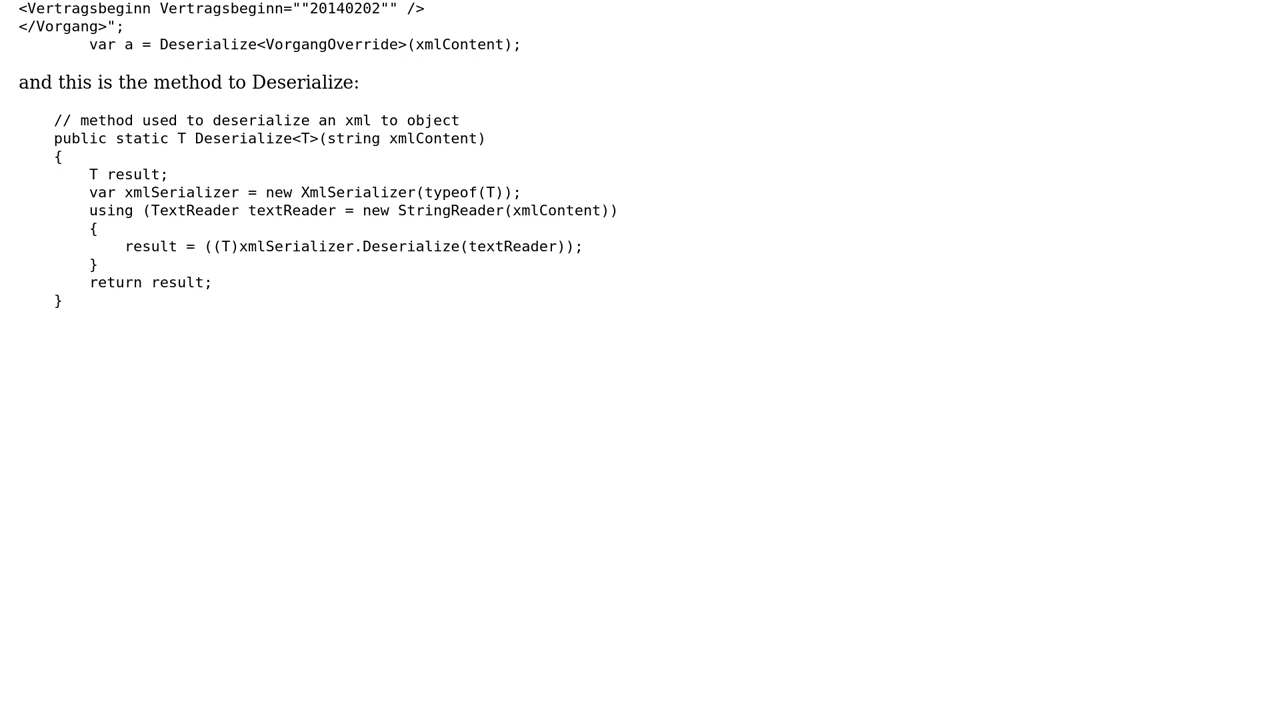 <Vertragsbeginn Vertragsbeginn=""20140202"" />
</Vorgang>";
        var a = Deserialize<VorgangOverride>(xmlContent);
and this is the method to Deserialize:
    // method used to deserialize an xml to object
    public static T Deserialize<T>(string xmlContent)
    {
        T result;
        var xmlSerializer = new XmlSerializer(typeof(T));
        using (TextReader textReader = new StringReader(xmlContent))
        {
            result = ((T)xmlSerializer.Deserialize(textReader));
        }
        return result;
    }